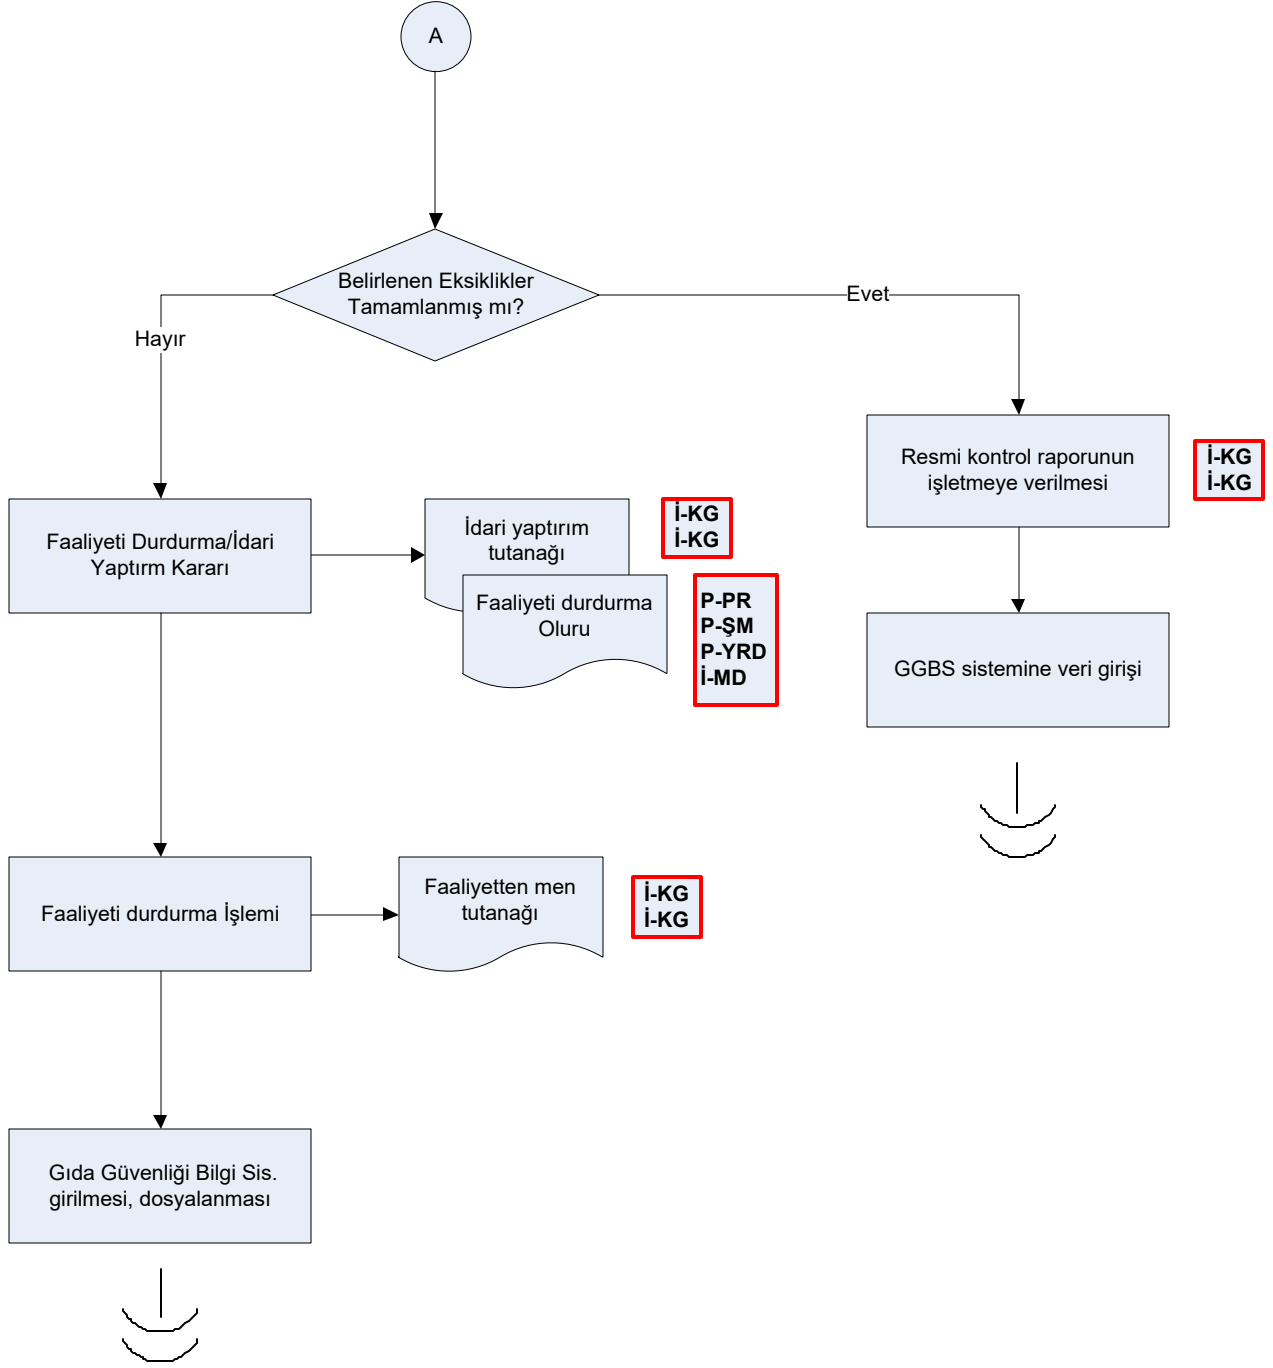 A
Belirlenen Eksiklikler
Tamamlanmış mı?
Evet
Hayır
Resmi kontrol raporunun
işletmeye verilmesi
İ-KG
İ-KG
Faaliyeti Durdurma/İdari
Yaptırm Kararı
İdari yaptırım
tutanağı
İ-KG
İ-KG
Faaliyeti durdurma
Oluru
P-PR
P-ŞM
P-YRD
İ-MD
GGBS sistemine veri girişi
Faaliyeti durdurma İşlemi
Faaliyetten men
tutanağı
İ-KG
İ-KG
Gıda Güvenliği Bilgi Sis.
girilmesi, dosyalanması